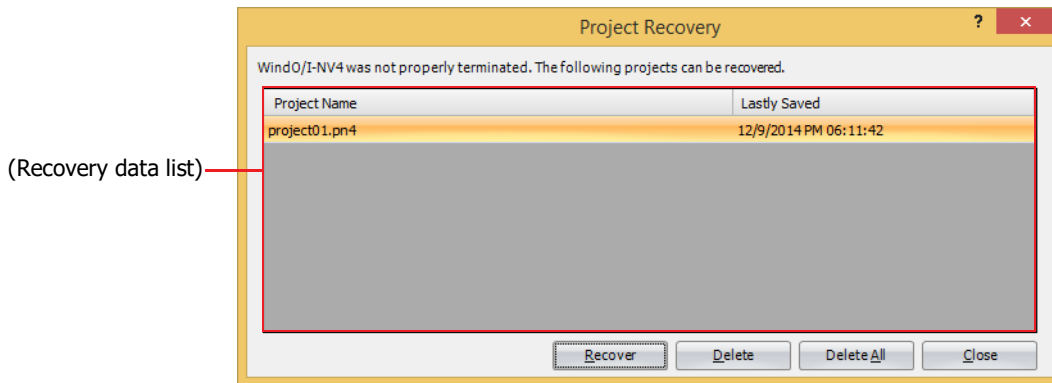 Project Recovery
? ×
WindO/I-NV4 was not properly terminated. The following projects can be recovered.
Project Name Lastly Saved
project01.pn4 12/9/2014 PM 06:11:42
(Recovery data list)
Recover Delete Delete All Close